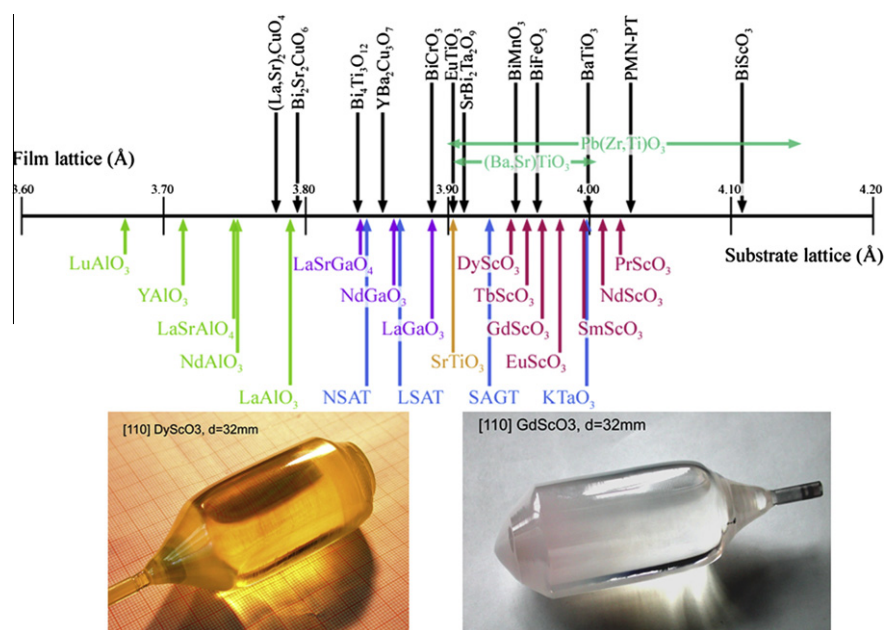 (La,Sr)₂CuO₄
Bi₂Sr₂CuO₆
Bi₄Ti₃O₁₂
YBa₂Cu₃O₇
BiCrO₃
EuTiO₃
SrBi₂Ta₂O₉
BiMnO₃
BiFeO₃
BaTiO₃
PMN-PT
BiScO₃
Pb(Zr,Ti)O₃
(Ba,Sr)TiO₃
Film lattice (Å)
3.60 3.70 3.80 3.90 4.00 4.10 4.20
Substrate lattice (Å)
LuAlO₃ LaSrGaO₄ DyScO₃ PrScO₃
YAlO₃ NdGaO₃ TbScO₃ NdScO₃
LaSrAlO₄ LaGaO₃ GdScO₃ SmScO₃
NdAlO₃ SrTiO₃ EuScO₃
LaAlO₃ NSAT LSAT SAGT KTaO₃
[110] DyScO3, d=32mm
[110] GdScO3, d=32mm